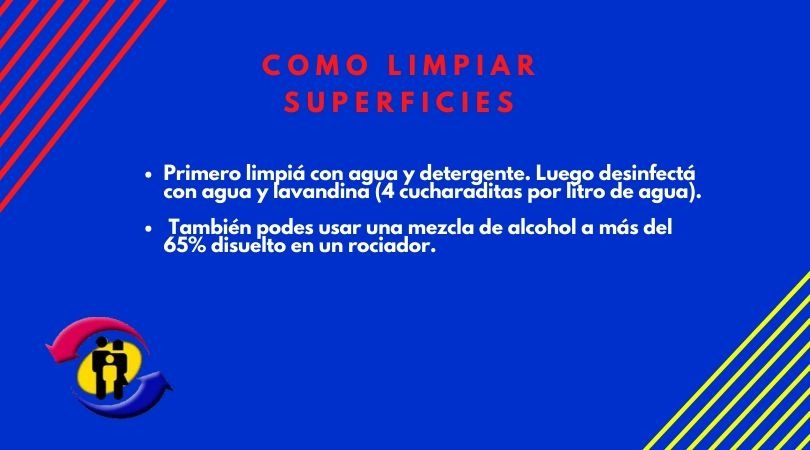 COMO LIMPIAR
SUPERFICIES
• Primero limpiá con agua y detergente. Luego desinfectá
con agua y lavandina (4 cucharaditas por litro de agua).
• También podes usar una mezcla de alcohol a más del
65% disuelto en un rociador.